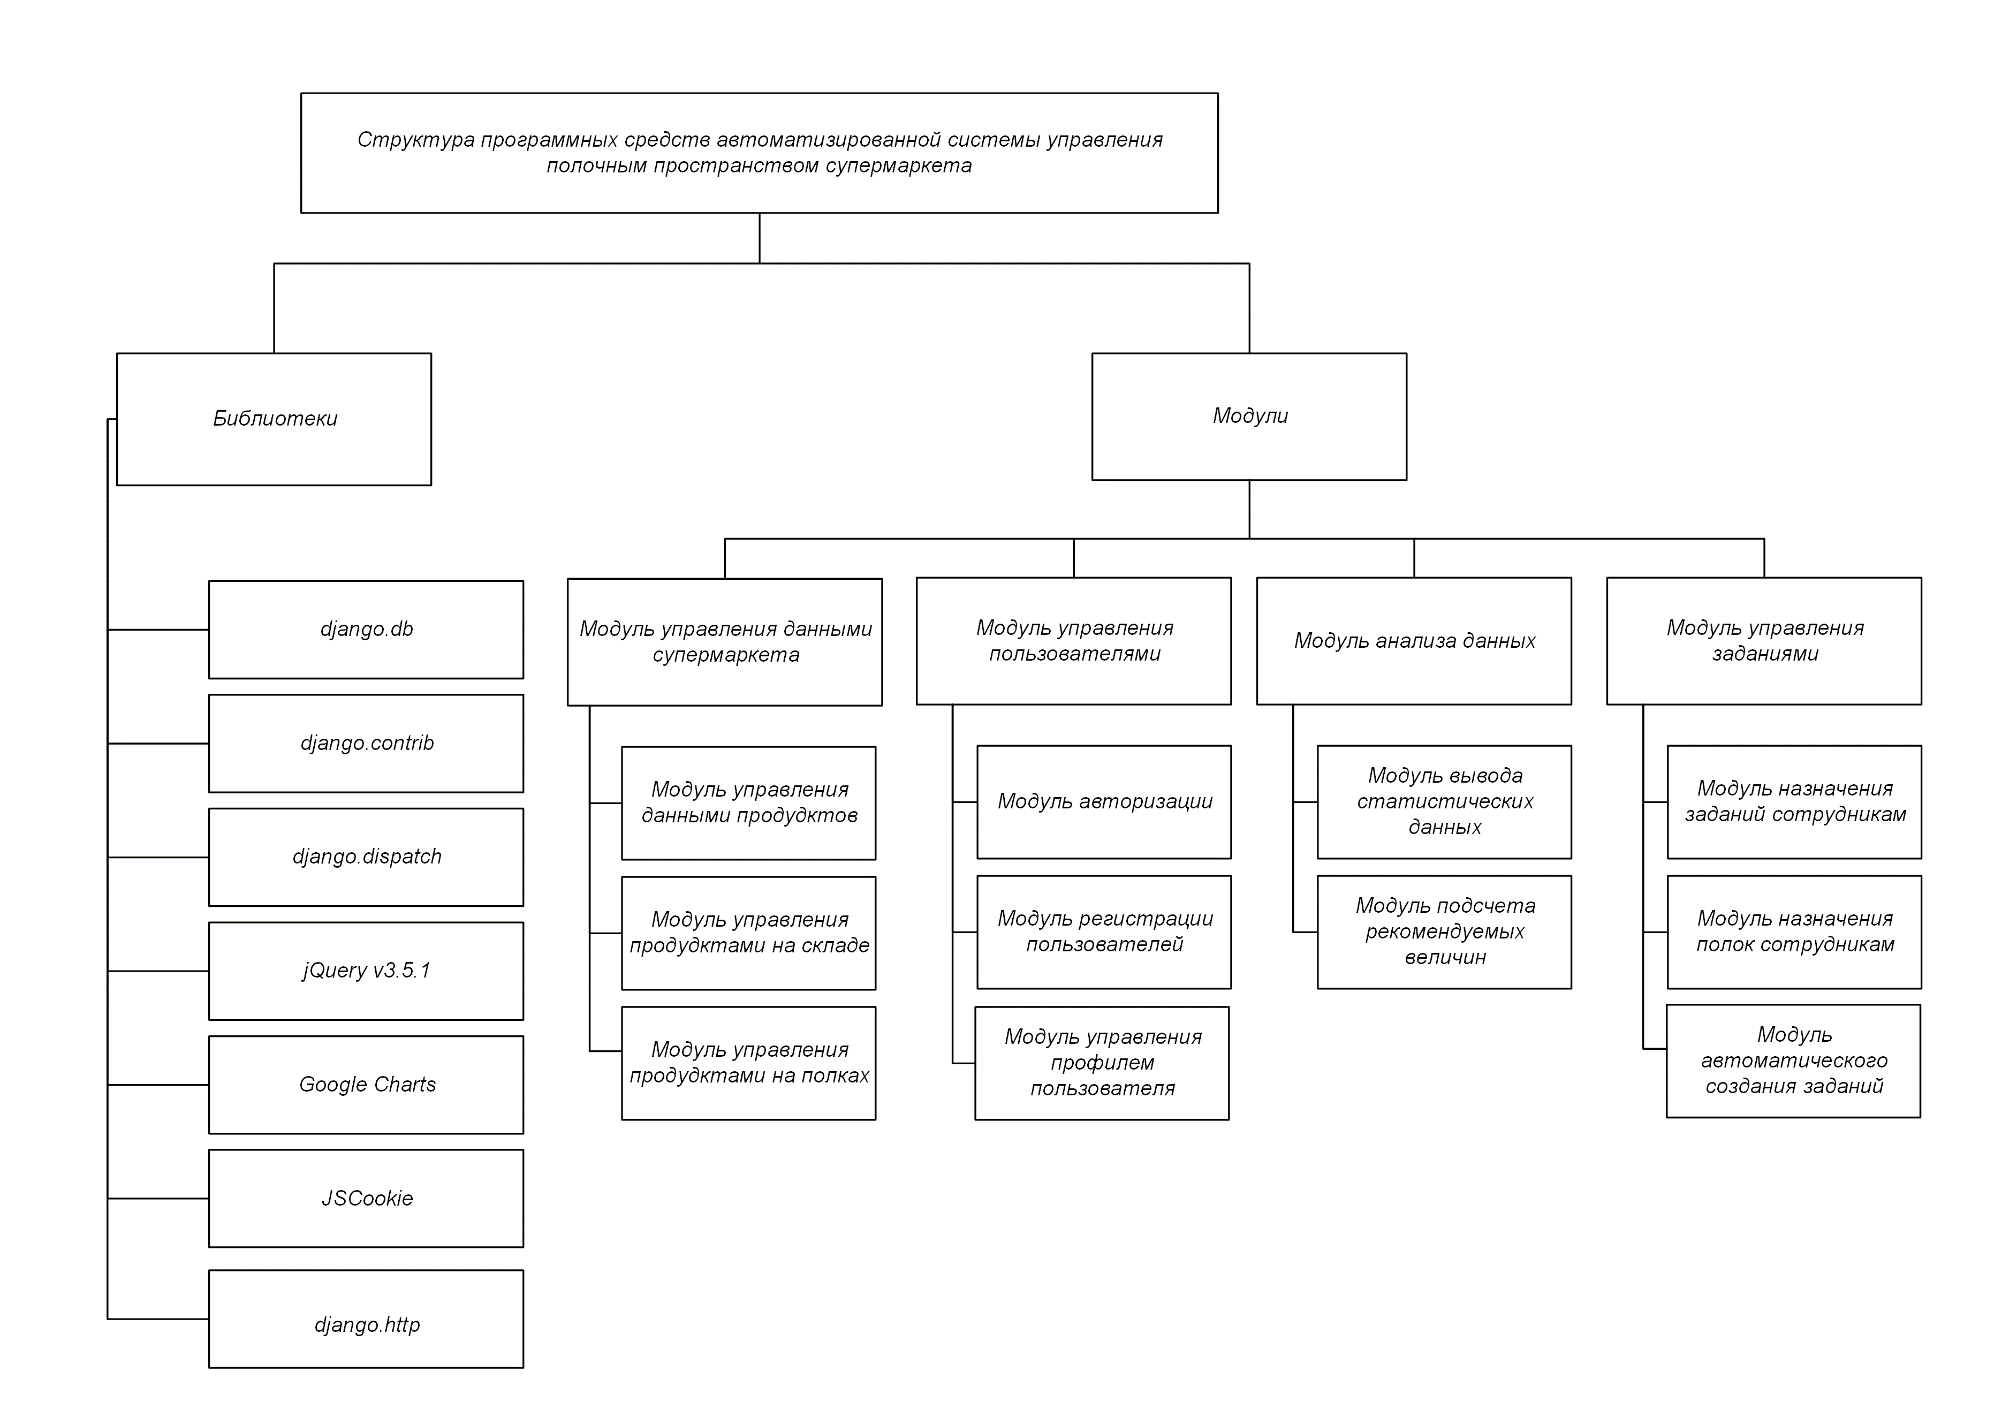 Структура программных средств автоматизированной системы управления
полочным пространством супермаркета
Библиотеки
Модули
django.db
django.contrib
django.dispatch
jQuery v3.5.1
Google Charts
JSCookie
django.http
Модуль управления данными
супермаркета
Модуль управления
данными продудктов
Модуль управления
продудктами на складе
Модуль управления
продудктами на полках
Модуль управления
пользователями
Модуль авторизации
Модуль регистрации
пользователей
Модуль управления
профилем
пользователя
Модуль анализа данных
Модуль вывода
статистических
данных
Модуль подсчета
рекомендуемых
величин
Модуль управления
заданиями
Модуль назначения
заданий сотрудникам
Модуль назначения
полок сотрудникам
Модуль
автоматического
создания заданий